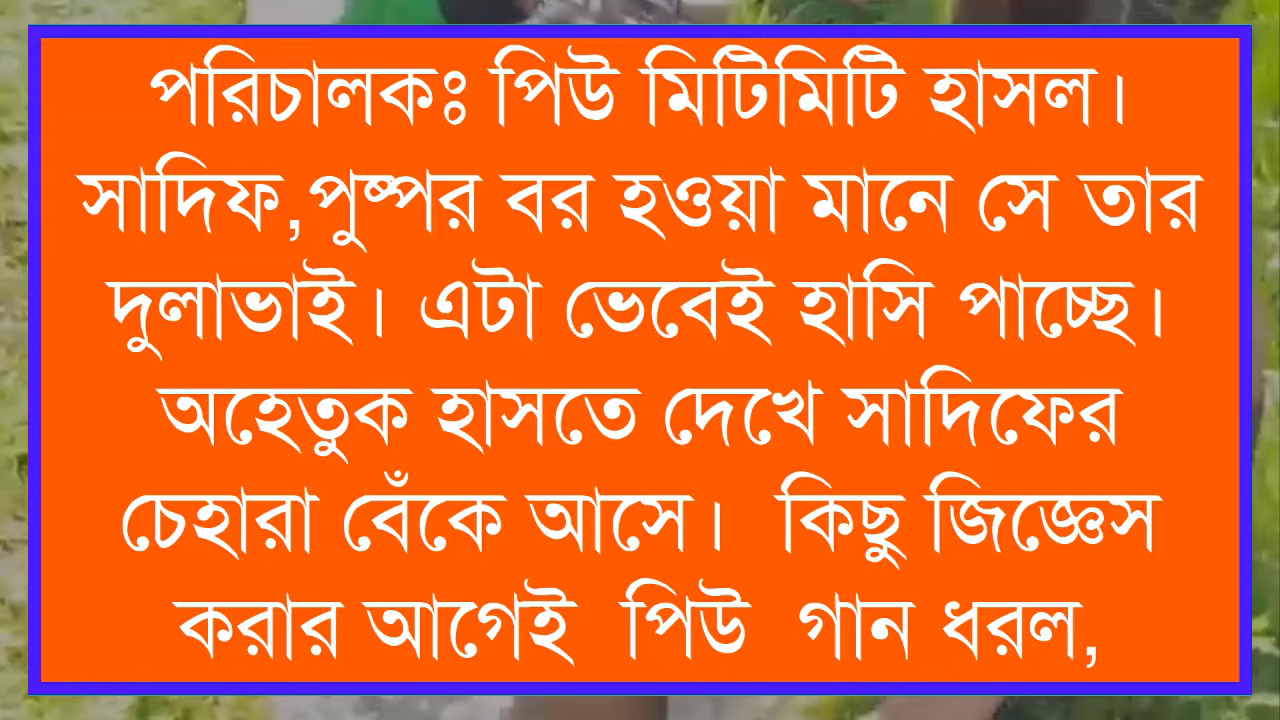 পরিচালকঃ পিউ মিটিমিটি হাসল।
সাদিফ,পুষ্পর বর হওয়া মানে সে তার
দুলাভাই। এটা ভেবেই হাসি পাচ্ছে।
অহেতুক হাসতে দেখে সাদিফের
চেহারা বেঁকে আসে। কিছু জিজ্ঞেস
করার আগেই পিউ গান ধরল,